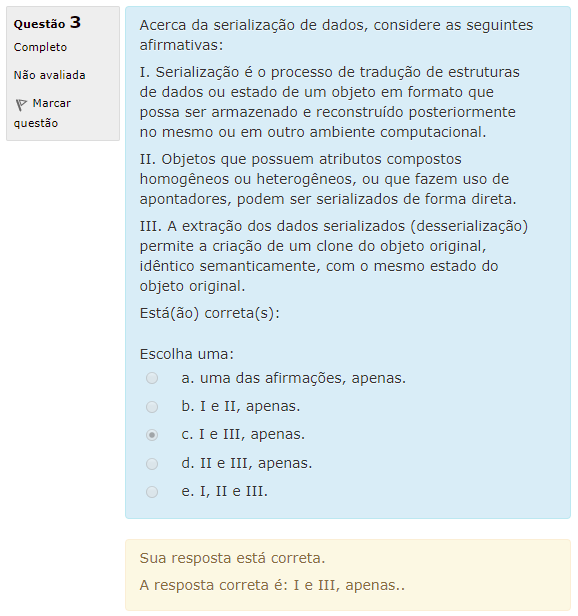 Questão 3
Completo
Não avaliada
Marcar
questão
Acerca da serialização de dados, considere as seguintes
afirmativas:
I. Serialização é o processo de tradução de estruturas
de dados ou estado de um objeto em formato que
possa ser armazenado e reconstruído posteriormente
no mesmo ou em outro ambiente computacional.
II. Objetos que possuem atributos compostos
homogêneos ou heterogêneos, ou que fazem uso de
apontadores, podem ser serializados de forma direta.
III. A extração dos dados serializados (desserialização)
permite a criação de um clone do objeto original,
idêntico semanticamente, com o mesmo estado do
objeto original.
Está(ão) correta(s):
Escolha uma:
a. uma das afirmações, apenas.
b. I e II, apenas.
c. I e III, apenas.
d. II e III, apenas.
e. I, II e III.
Sua resposta está correta.
A resposta correta é: I e III, apenas..